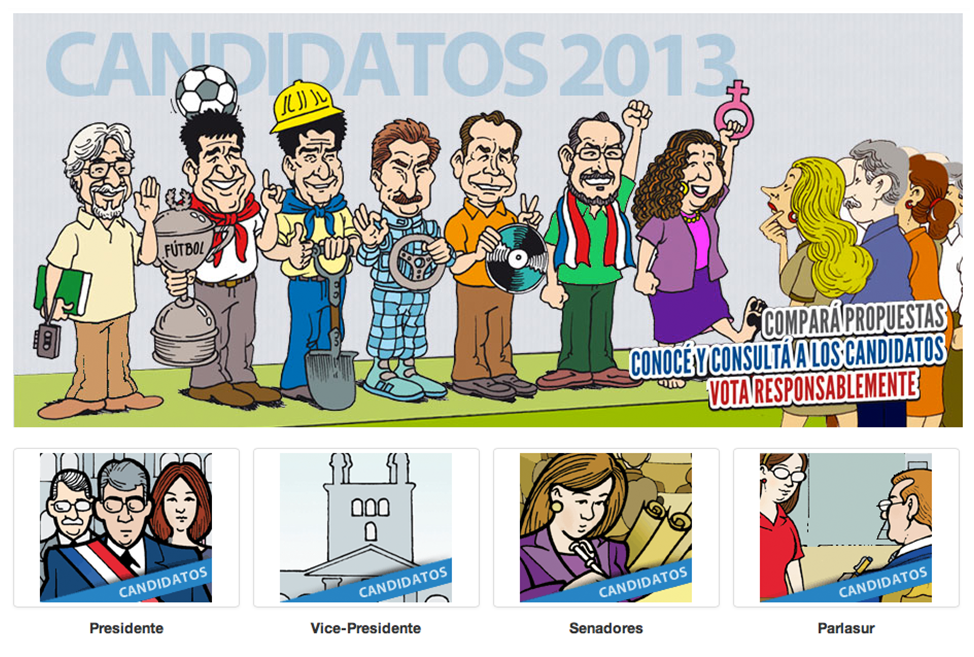 CANDIDATOS 2013
FÚTBOL
COMPARÁ PROPUESTAS
CONOCÉ Y CONSULTÁ A LOS CANDIDATOS
VOTA RESPONSABLEMENTE
CANDIDATOS
CANDIDATOS
CANDIDATOS
CANDIDATOS
Presidente
Vice-Presidente
Senadores
Parlasur